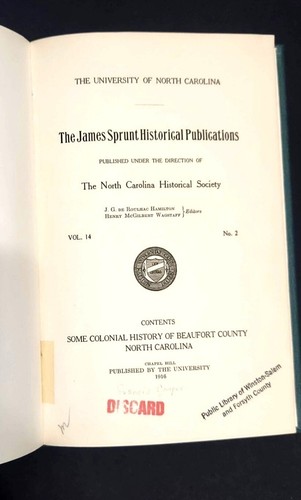 THE UNIVERSITY OF NORTH CAROLINA
The James Sprunt Historical Publications
PUBLISHED UNDER THE DIRECTION OF
The North Carolina Historical Society
J. G. DE ROULHAC HAMILTON
HENRY MCGILBERT WAGSTAFF } Editors
VOL. 14 No. 2
CONTENTS
SOME COLONIAL HISTORY OF BEAUFORT COUNTY
NORTH CAROLINA
CHAPEL HILL
PUBLISHED BY THE UNIVERSITY
1916
DISCARD
Public Library of Winston-Salem
and Forsyth County